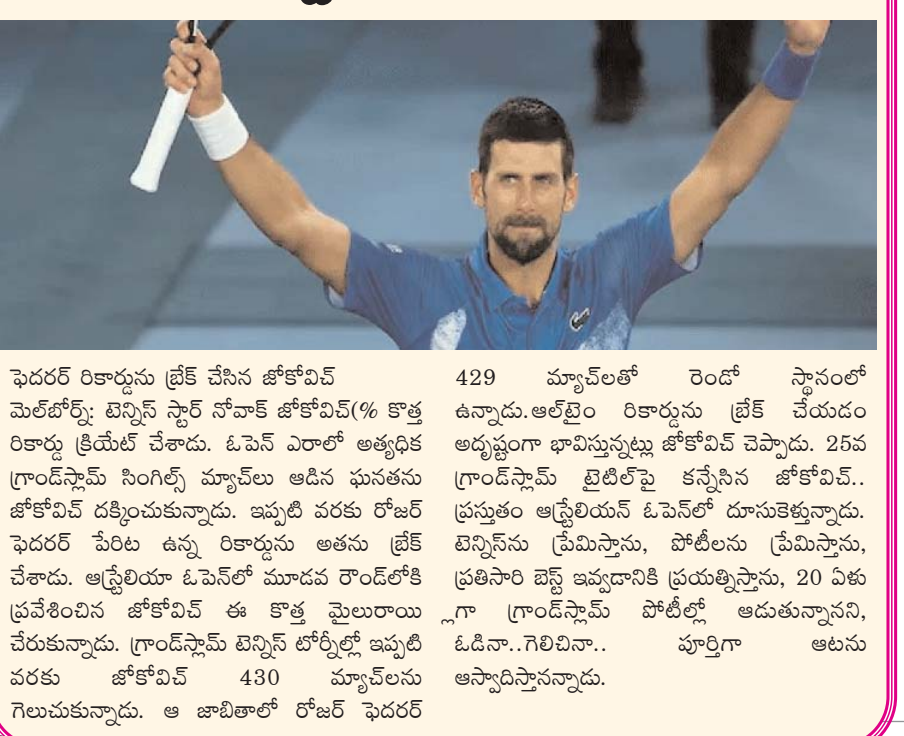 ఫెదరర్ రికార్డును బ్రేక్ చేసిన జోకోవిచ్
మెల్‌బోర్న్: టెన్నిస్ స్టార్ నోవాక్ జోకోవిచ్(% కొత్త
రికార్డు క్రియేట్ చేశాడు. ఓపెన్ ఎరాలో అత్యధిక
గ్రాండ్‌స్లామ్ సింగిల్స్ మ్యాచ్‌లు ఆడిన ఘనతను
జోకోవిచ్ దక్కించుకున్నాడు. ఇప్పటి వరకు రోజర్
ఫెదరర్ పేరిట ఉన్న రికార్డును అతను బ్రేక్
చేశాడు. ఆస్ట్రేలియా ఓపెన్‌లో మూడవ రౌండ్‌లోకి
ప్రవేశించిన జోకోవిచ్ ఈ కొత్త మైలురాయి
చేరుకున్నాడు. గ్రాండ్‌స్లామ్ టెన్నిస్ టోర్నీల్లో ఇప్పటి
వరకు జోకోవిచ్ 430 మ్యాచ్‌లను
గెలుచుకున్నాడు. ఆ జాబితాలో రోజర్ ఫెదరర్
429 మ్యాచ్‌లతో రెండో స్థానంలో
ఉన్నాడు.ఆల్‌టైం రికార్డును బ్రేక్ చేయడం
అదృష్టంగా భావిస్తున్నట్లు జోకోవిచ్ చెప్పాడు. 25వ
గ్రాండ్‌స్లామ్ టైటిల్‌పై కన్నేసిన జోకోవిచ్..
ప్రస్తుతం ఆస్ట్రేలియన్ ఓపెన్‌లో దూసుకెళ్తున్నాడు.
టెన్నిస్‌ను ప్రేమిస్తాను, పోటీలను ప్రేమిస్తాను,
ప్రతిసారి బెస్ట్ ఇవ్వడానికి ప్రయత్నిస్తాను, 20 ఏళు
్లగా గ్రాండ్‌స్లామ్ పోటీల్లో ఆడుతున్నానని,
ఓడినా..గెలిచినా.. పూర్తిగా ఆటను
ఆస్వాదిస్తానన్నాడు.